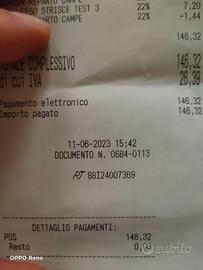 REPARTO CAMPE
CF50 STRISCE TEST 3 22% 7,20
REPARTO CAMPE 22% -1,44
146,32
TOTALE COMPLESSIVO 146,32
DI CUI IVA 26,39
Pagamento elettronico 146,32
Importo pagato 146,32
11-06-2023 15:42
DOCUMENTO N. 0684-0113
RT 88I24007369
DETTAGLIO PAGAMENTI:
POS 146,32
Resto 0,00
subito
OPPO Reno